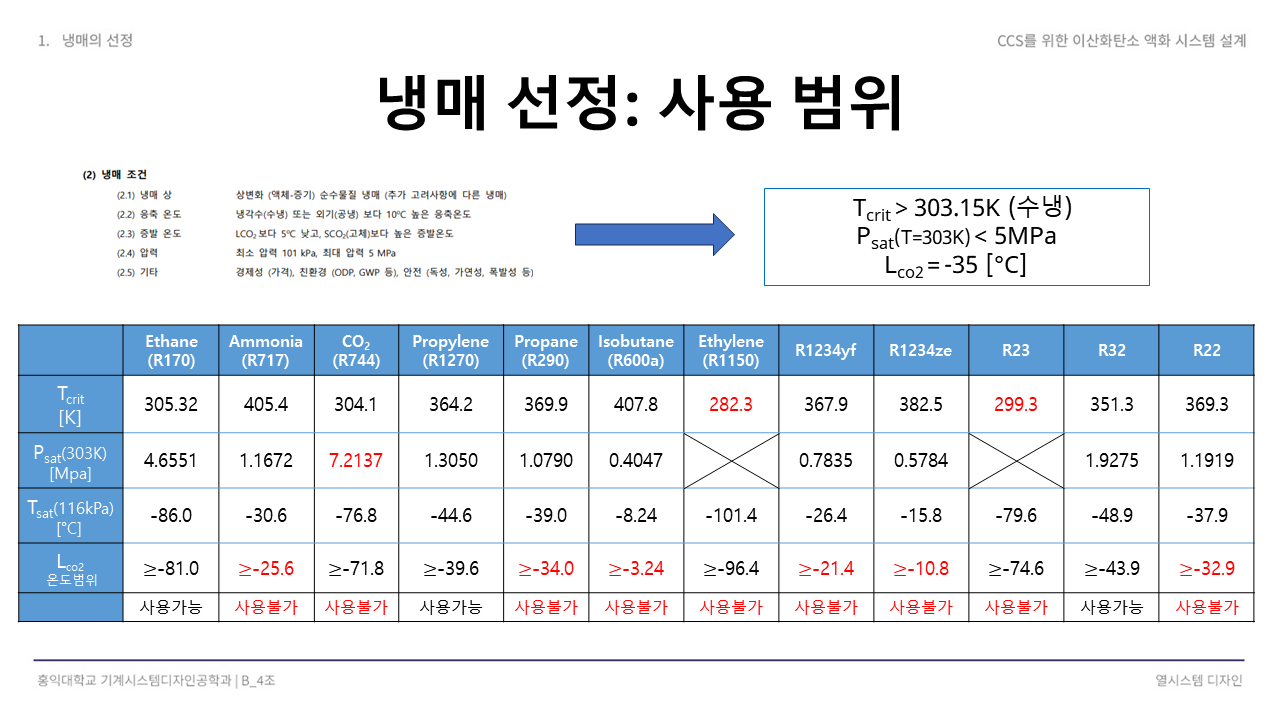 1. 냉매의 선정
CCS를 위한 이산화탄소 액화 시스템 설계
냉매 선정: 사용 범위
(2) 냉매 조건
(2.1) 냉매 상 상변화 (액체-증기) 순수물질 냉매 (추가 고려사항에 다른 냉매)
(2.2) 응축 온도 냉각수(수냉) 또는 외기(공냉) 보다 10℃ 높은 응축온도
(2.3) 증발 온도 LCO₂ 보다 5℃ 낮고, SCO₂(고체)보다 높은 증발온도
(2.4) 압력 최소 압력 101 kPa, 최대 압력 5 MPa
(2.5) 기타 경제성 (가격), 친환경 (ODP, GWP 등), 안전 (독성, 가연성, 폭발성 등)
Tcrit > 303.15K (수냉)
Psat(T=303K) < 5MPa
Lco2 = -35 [°C]
Ethane (R170) Ammonia (R717) CO₂ (R744) Propylene (R1270) Propane (R290) Isobutane (R600a) Ethylene (R1150) R1234yf R1234ze R23 R32 R22
Tcrit [K] 305.32 405.4 304.1 364.2 369.9 407.8 282.3 367.9 382.5 299.3 351.3 369.3
Psat(303K) [Mpa] 4.6551 1.1672 7.2137 1.3050 1.0790 0.4047 0.7835 0.5784 1.9275 1.1919
Tsat(116kPa) [°C] -86.0 -30.6 -76.8 -44.6 -39.0 -8.24 -101.4 -26.4 -15.8 -79.6 -48.9 -37.9
Lco2 온도범위 ≥-81.0 ≥-25.6 ≥-71.8 ≥-39.6 ≥-34.0 ≥-3.24 ≥-96.4 ≥-21.4 ≥-10.8 ≥-74.6 ≥-43.9 ≥-32.9
사용가능 사용불가 사용불가 사용가능 사용불가 사용불가 사용불가 사용불가 사용불가 사용불가 사용가능 사용불가
홍익대학교 기계시스템디자인공학과 | B_4조
열시스템 디자인